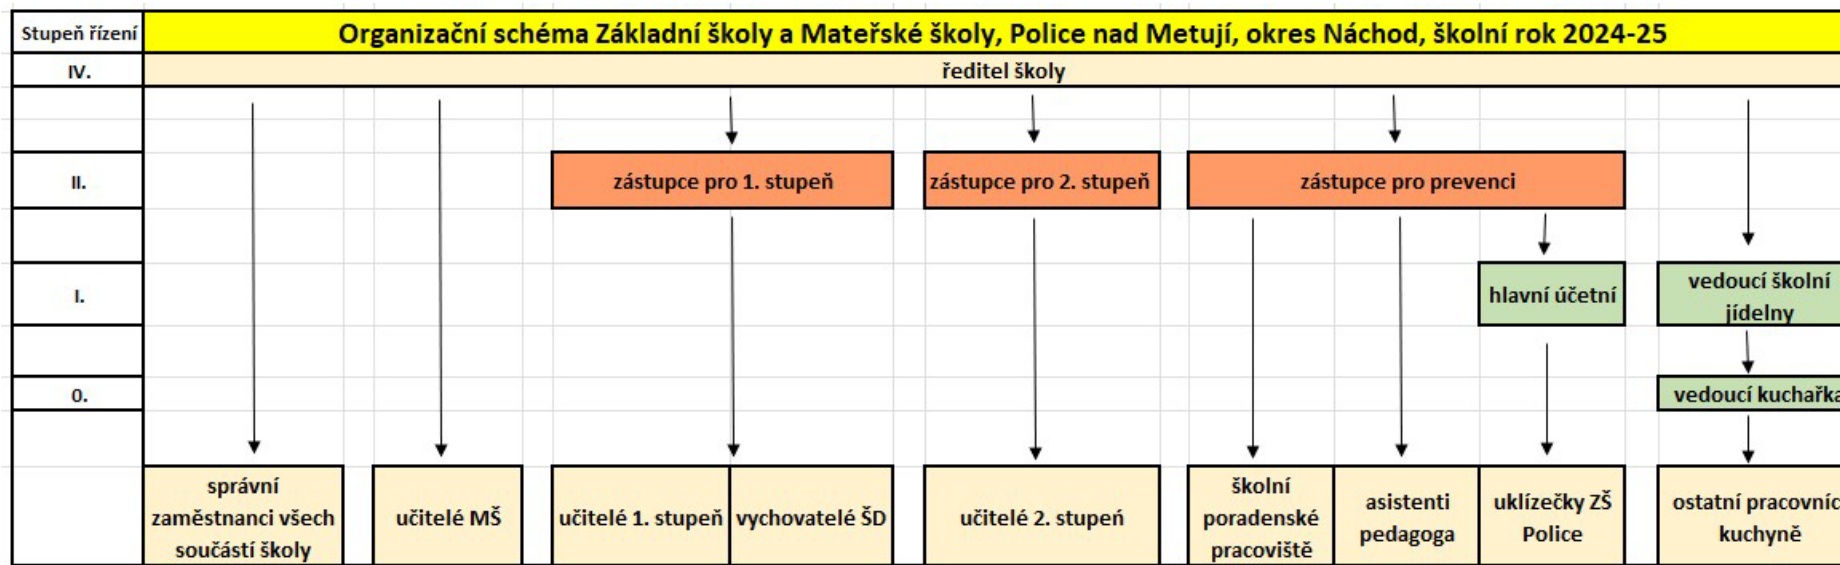 Stupeň řízení
Organizační schéma Základní školy a Mateřské školy, Police nad Metují, okres Náchod, školní rok 2024-25
IV.
ředitel školy
II.
zástupce pro 1. stupeň
zástupce pro 2. stupeň
zástupce pro prevenci
I.
hlavní účetní
vedoucí školní
jídelny
0.
vedoucí kuchařka
správní
zaměstnanci všech
součástí školy
učitelé MŠ
učitelé 1. stupeň
vychovatelé ŠD
učitelé 2. stupeň
školní
poradenské
pracoviště
asistenti
pedagoga
uklízečky ZŠ
Police
ostatní pracovníc
kuchyně